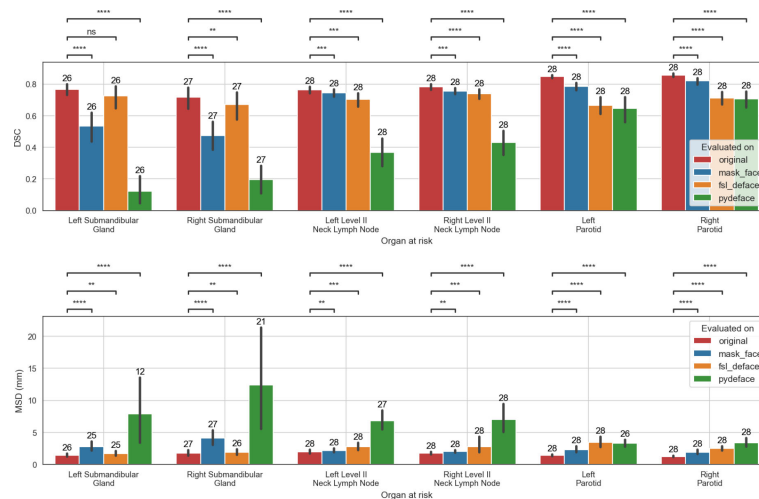 **** **** **** **** **** ****
ns ** *** *** **** ****
**** **** *** *** **** ****
26 26 26 26
27 27 27 27
28 28 28 28
28 28 28 28
28 28 28 28
28 28 28 28
DSC
0.8
0.6
0.4
0.2
0.0
Evaluated on
original
mask_face
fsl_deface
pydeface
Left Submandibular
Gland
Right Submandibular
Gland
Left Level II
Neck Lymph Node
Right Level II
Neck Lymph Node
Left
Parotid
Right
Parotid
Organ at risk
**** **** **** **** **** ****
** ** *** *** **** ****
**** **** ** ** **** ****
26 25 25 12
27 27 26 21
28 28 28 27
28 28 28 28
28 28 28 26
28 28 28 28
MSD (mm)
20
15
10
5
0
Evaluated on
original
mask_face
fsl_deface
pydeface
Left Submandibular
Gland
Right Submandibular
Gland
Left Level II
Neck Lymph Node
Right Level II
Neck Lymph Node
Left
Parotid
Right
Parotid
Organ at risk